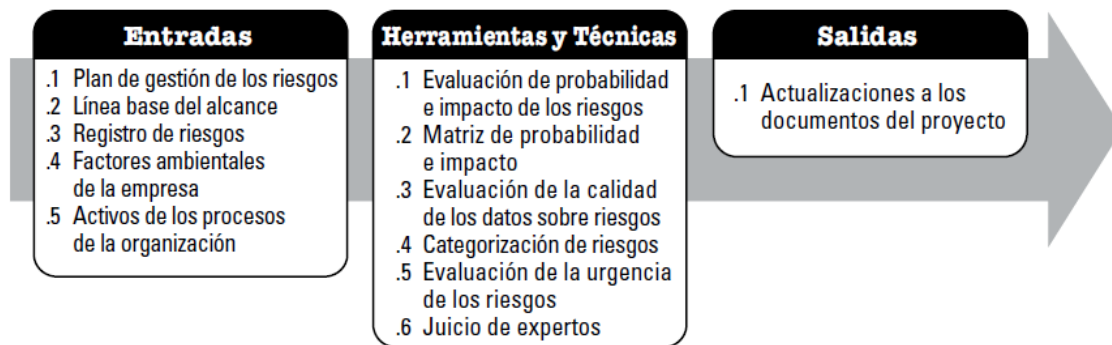 Entradas
.1 Plan de gestión de los riesgos
.2 Línea base del alcance
.3 Registro de riesgos
.4 Factores ambientales
de la empresa
.5 Activos de los procesos
de la organización
Herramientas y Técnicas
.1 Evaluación de probabilidad
e impacto de los riesgos
.2 Matriz de probabilidad
e impacto
.3 Evaluación de la calidad
de los datos sobre riesgos
.4 Categorización de riesgos
.5 Evaluación de la urgencia
de los riesgos
.6 Juicio de expertos
Salidas
.1 Actualizaciones a los
documentos del proyecto